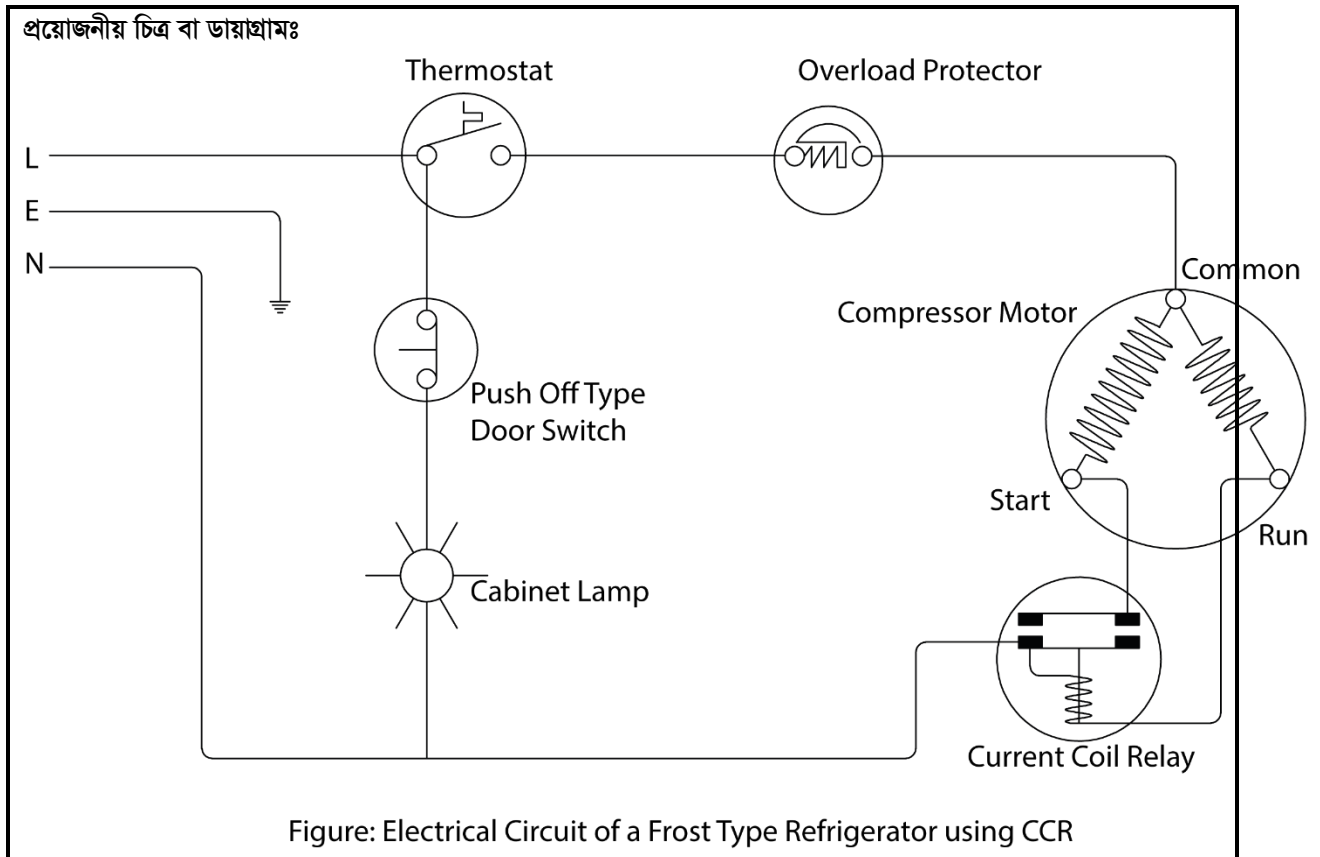 প্রয়োজনীয় চিত্র বা ডায়াগ্রামঃ
Thermostat
Overload Protector
L
E
N
Common
Compressor Motor
Push Off Type
Door Switch
Start
Run
Cabinet Lamp
Current Coil Relay
Figure: Electrical Circuit of a Frost Type Refrigerator using CCR